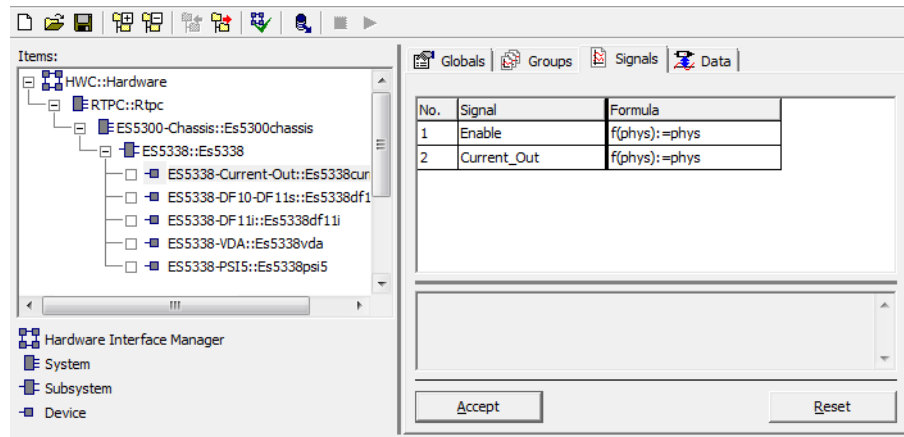 Items:
HWC::Hardware
RTPC::Rtpc
ES5300-Chassis::Es5300chassis
ES5338::Es5338
ES5338-Current-Out::Es5338cur
ES5338-DF10-DF11s::Es5338df1
ES5338-DF11i::Es5338df11i
ES5338-VDA::Es5338vda
ES5338-PSI5::Es5338psi5
Hardware Interface Manager
System
Subsystem
Device
Globals Groups Signals Data
No. Signal Formula
1 Enable f(phys):=phys
2 Current_Out f(phys):=phys
Accept Reset